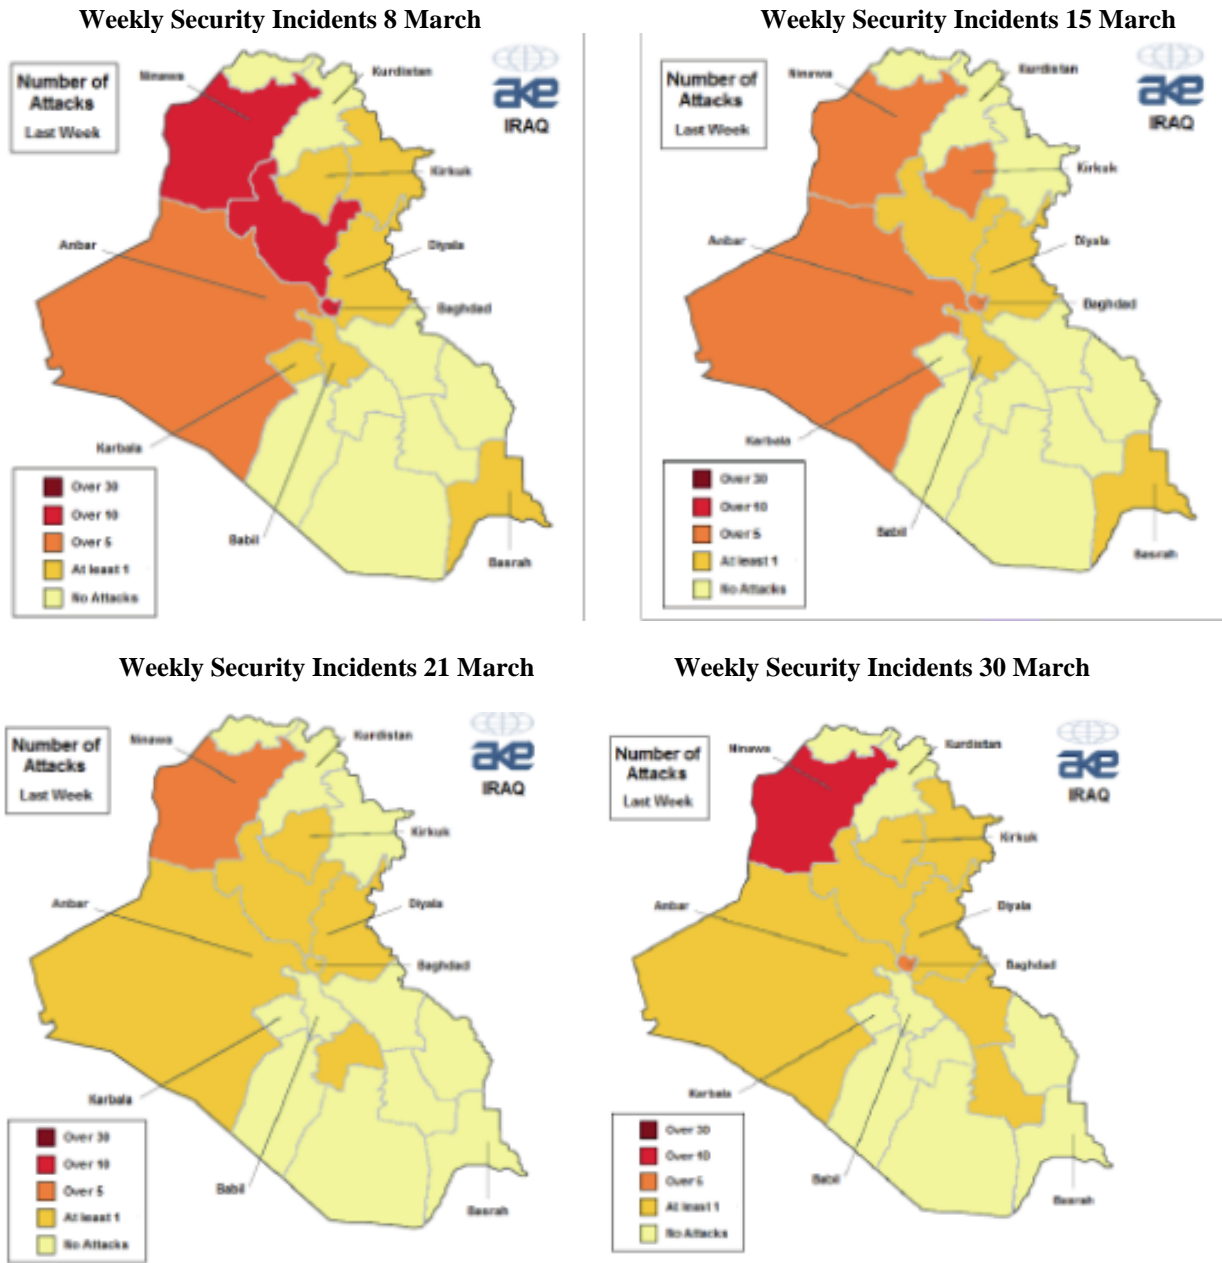 Weekly Security Incidents 8 March
Weekly Security Incidents 15 March
Number of
Attacks
Last Week
Ninawa
Kurdistan
ake
IRAQ
Kirkuk
Anbar
Diyala
Baghdad
Karbala
Over 30
Over 10
Over 5
At least 1
No Attacks
Babil
Basrah
Number of
Attacks
Last Week
Ninawa
Kurdistan
ake
IRAQ
Kirkuk
Anbar
Diyala
Baghdad
Karbala
Over 30
Over 10
Over 5
At least 1
No Attacks
Babil
Basrah
Weekly Security Incidents 21 March
Weekly Security Incidents 30 March
Number of
Attacks
Last Week
Ninawa
Kurdistan
ake
IRAQ
Kirkuk
Anbar
Diyala
Baghdad
Karbala
Over 30
Over 10
Over 5
At least 1
No Attacks
Babil
Basrah
Number of
Attacks
Last Week
Ninawa
Kurdistan
ake
IRAQ
Kirkuk
Anbar
Diyala
Baghdad
Karbala
Over 30
Over 10
Over 5
At least 1
No Attacks
Babil
Basrah